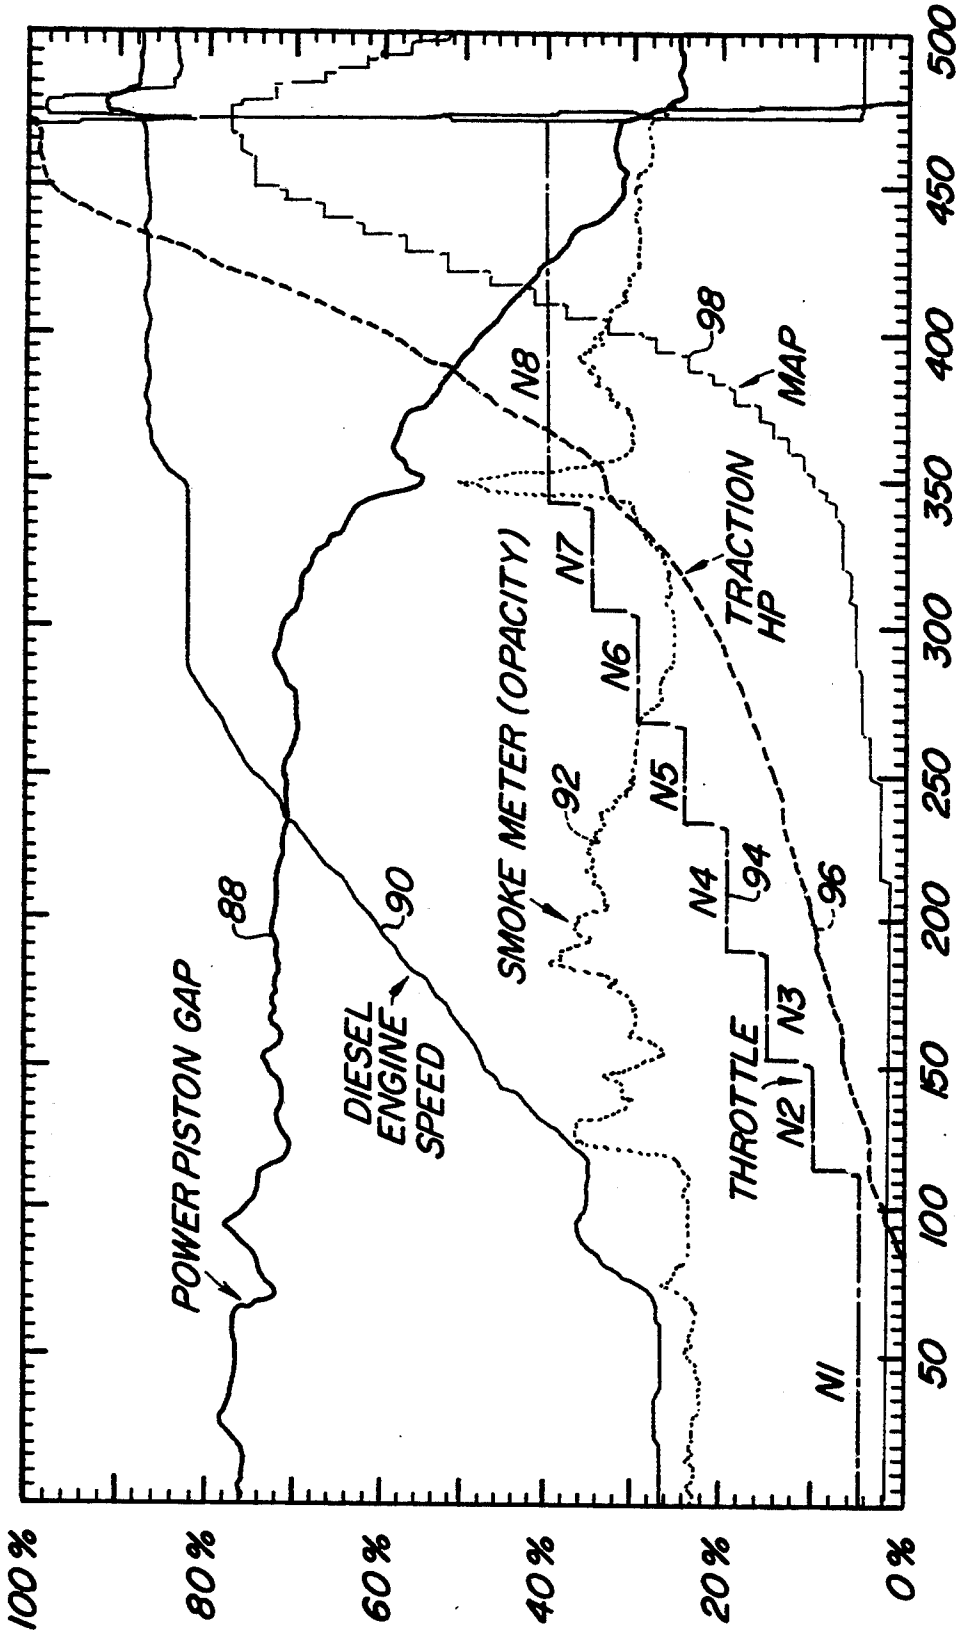 100%
80%
60%
40%
20%
0%
50
100
150
200
250
300
350
400
450
500
POWER PISTON GAP
88
DIESEL
ENGINE
SPEED
90
SMOKE METER (OPACITY)
92
THROTTLE
94
N1
N2
N3
N4
N5
N6
N7
N8
96
TRACTION
HP
98
MAP